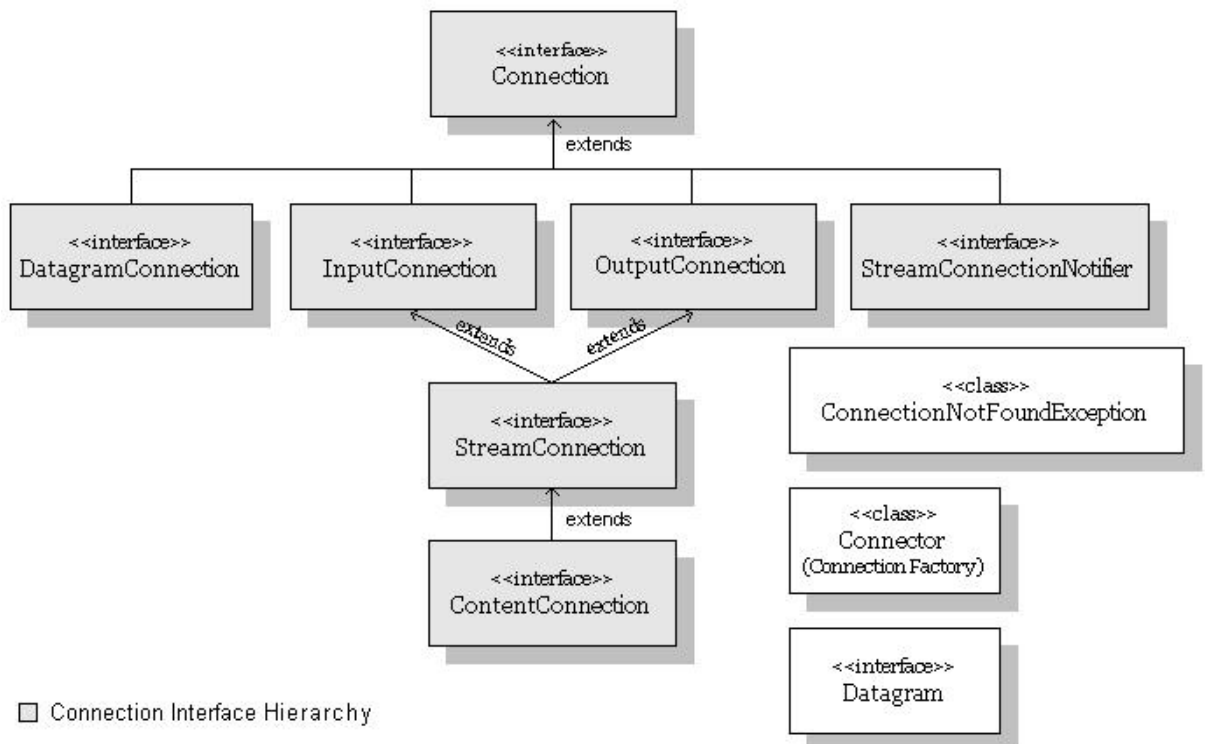 <<interface>>
Connection
extends
<<interface>>
DatagramConnection
<<interface>>
InputConnection
<<interface>>
OutputConnection
<<interface>>
StreamConnectionNotifier
extends
extends
<<class>>
ConnectionNotFoundException
<<interface>>
StreamConnection
<<class>>
Connector
(Connection Factory)
extends
<<interface>>
ContentConnection
<<interface>>
Datagram
Connection Interface Hierarchy